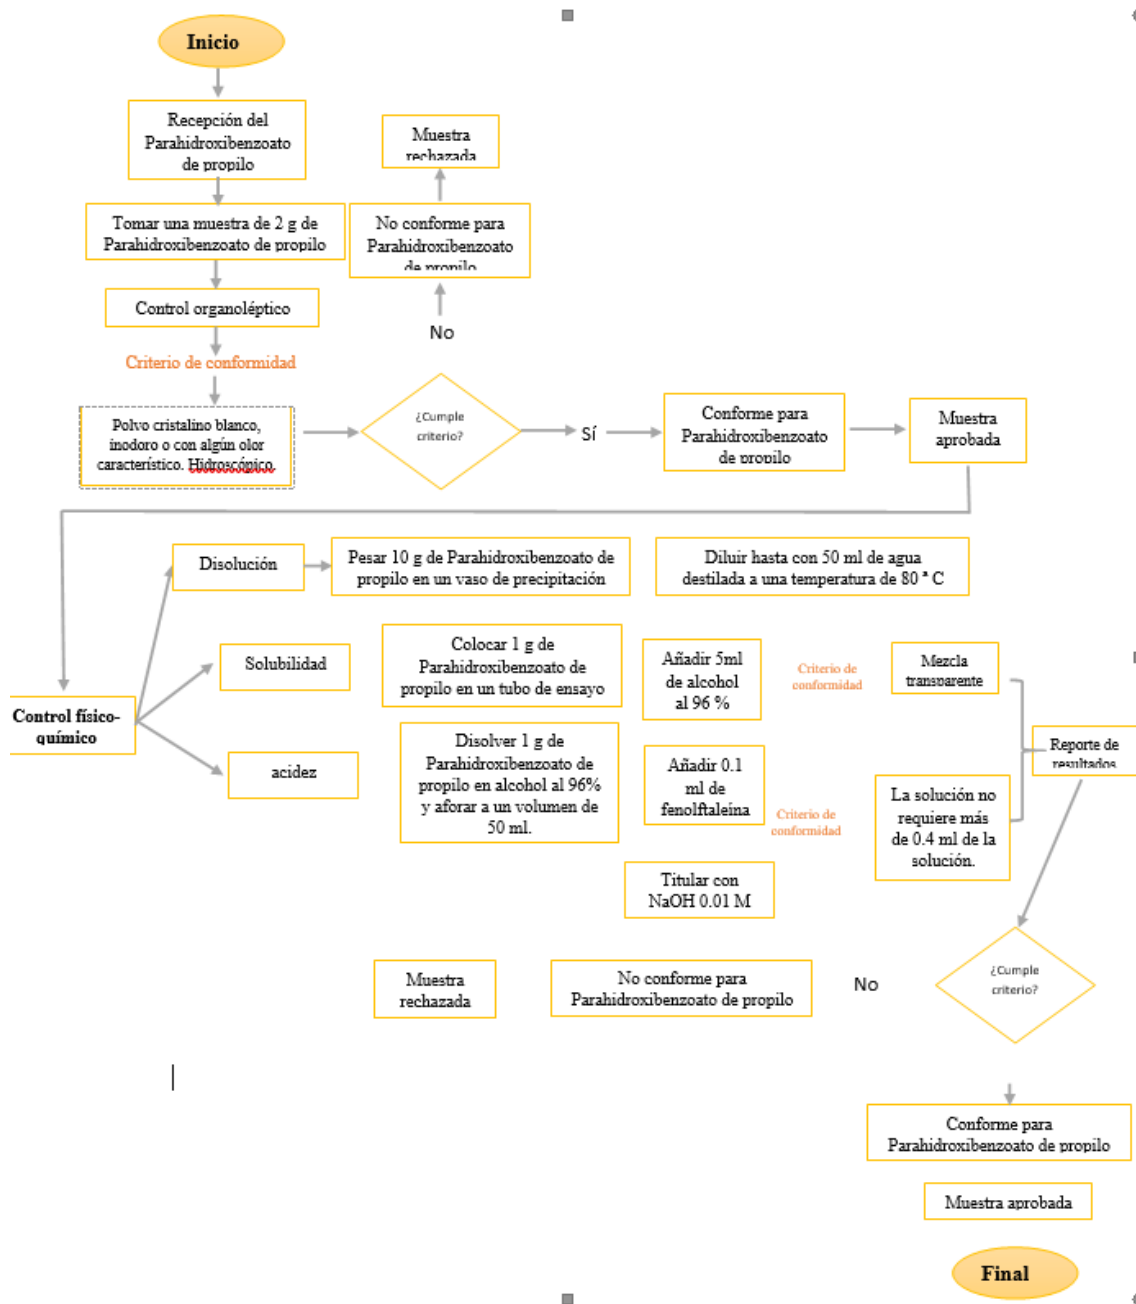 Inicio
Recepción del
Parahidroxibenzoato
de propilo
Tomar una muestra de 2 g de
Parahidroxibenzoato de propilo
Control organoléptico
Criterio de conformidad
Polvo cristalino blanco,
inodoro o con algún olor
característico. Hidroscópico.
¿Cumple
criterio?
No
No conforme para
Parahidroxibenzoato
de propilo
Muestra
rechazada
Sí
Conforme para
Parahidroxibenzoato
de propilo
Muestra
aprobada
Control físico-
químico
Disolución
Pesar 10 g de Parahidroxibenzoato de
propilo en un vaso de precipitación
Diluir hasta con 50 ml de agua
destilada a una temperatura de 80 ª C
Solubilidad
Colocar 1 g de
Parahidroxibenzoato de
propilo en un tubo de ensayo
Añadir 5ml
de alcohol
al 96 %
Criterio de
conformidad
Mezcla
transparente
acidez
Disolver 1 g de
Parahidroxibenzoato de
propilo en alcohol al 96%
y aforar a un volumen de
50 ml.
Añadir 0.1
ml de
fenolftaleína
Criterio de
conformidad
La solución no
requiere más
de 0.4 ml de la
solución.
Titular con
NaOH 0.01 M
Reporte de
resultados
¿Cumple
criterio?
No
No conforme para
Parahidroxibenzoato de propilo
Muestra
rechazada
Conforme para
Parahidroxibenzoato de propilo
Muestra aprobada
Final